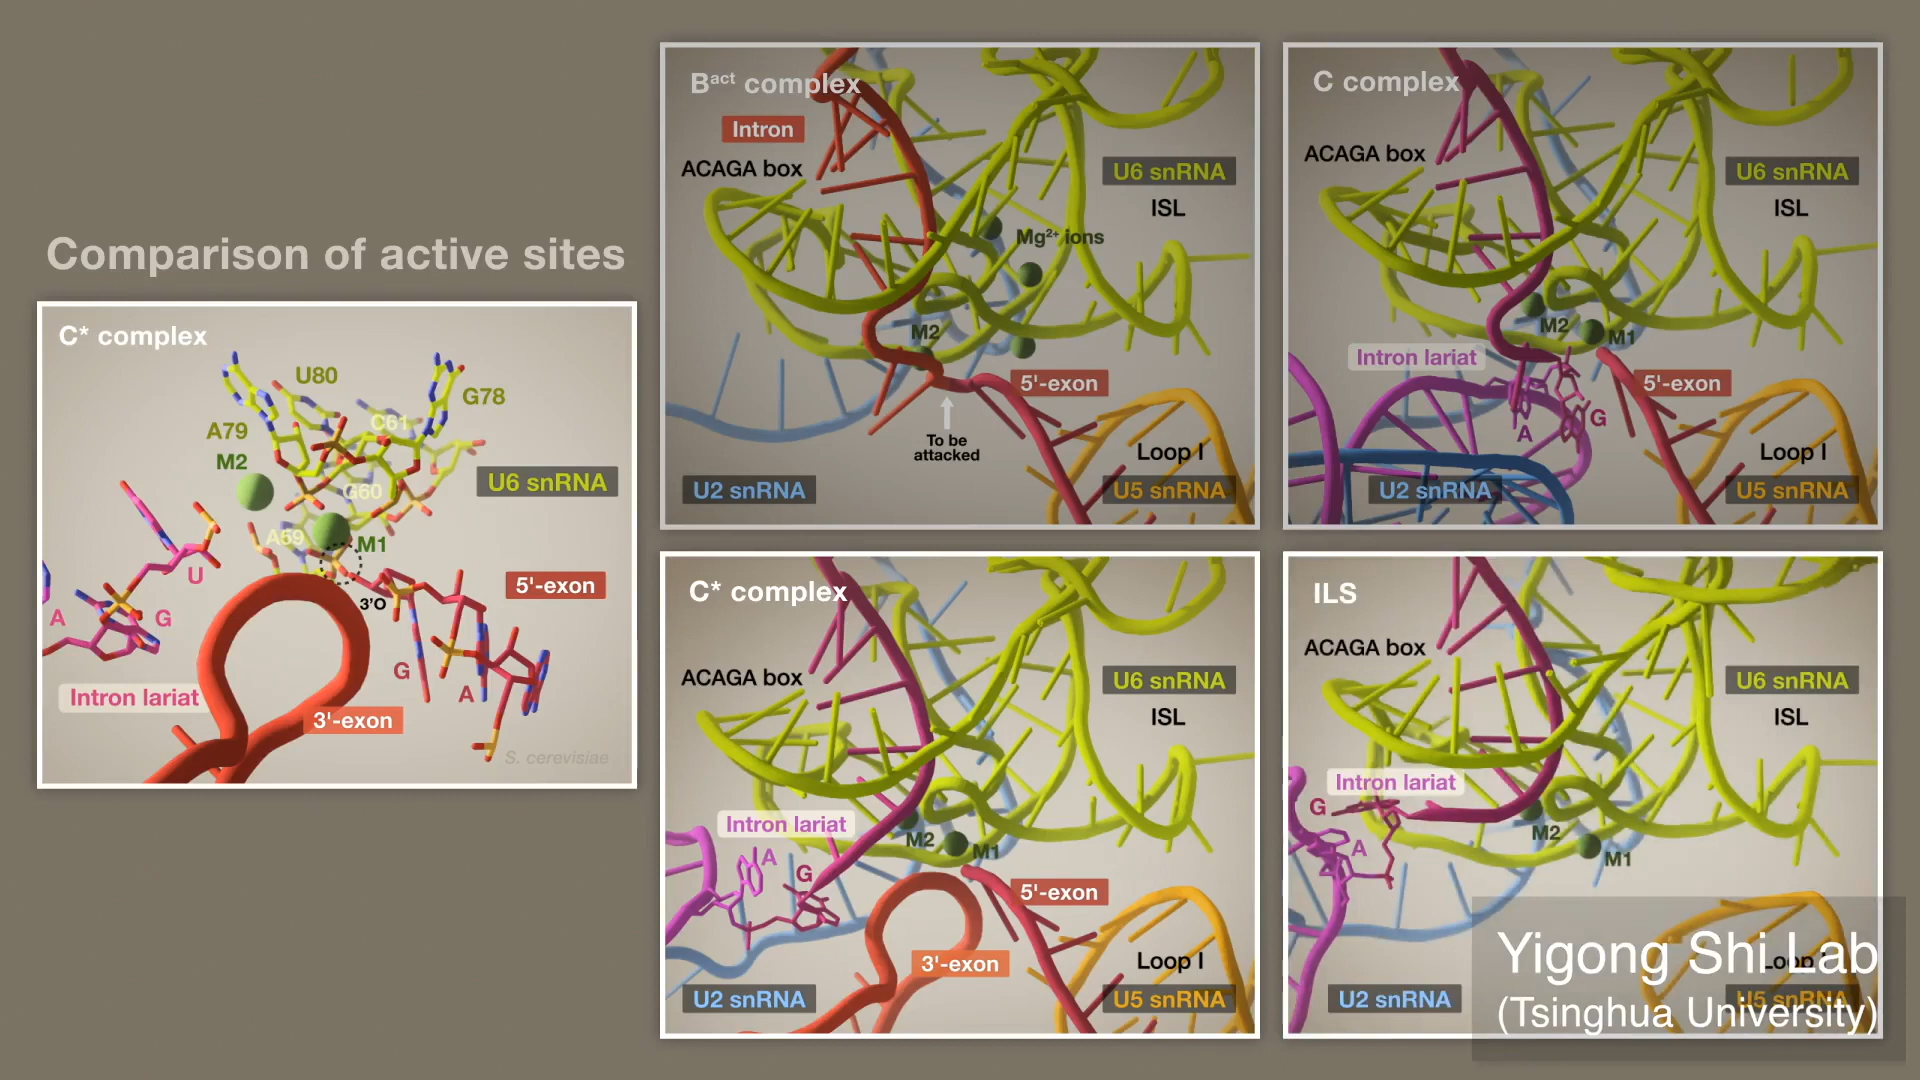 Comparison of active sites
C* complex
U80
G78
C61
A79
M2
G60
U6 snRNA
A59
M1
U
3'O
5'-exon
A
G
G
A
Intron lariat
3'-exon
S. cerevisiae
Bact complex
Intron
ACAGA box
U6 snRNA
ISL
Mg2+ ions
M2
5'-exon
To be
attacked
Loop I
U2 snRNA
U5 snRNA
C complex
ACAGA box
U6 snRNA
ISL
M2
M1
Intron lariat
5'-exon
A
G
Loop I
U2 snRNA
U5 snRNA
C* complex
ACAGA box
U6 snRNA
ISL
Intron lariat
M2
M1
A
G
5'-exon
3'-exon
Loop I
U2 snRNA
U5 snRNA
ILS
ACAGA box
U6 snRNA
ISL
Intron lariat
G
M2
A
M1
Loop I
U2 snRNA
U5 snRNA
Yigong Shi Lab
(Tsinghua University)